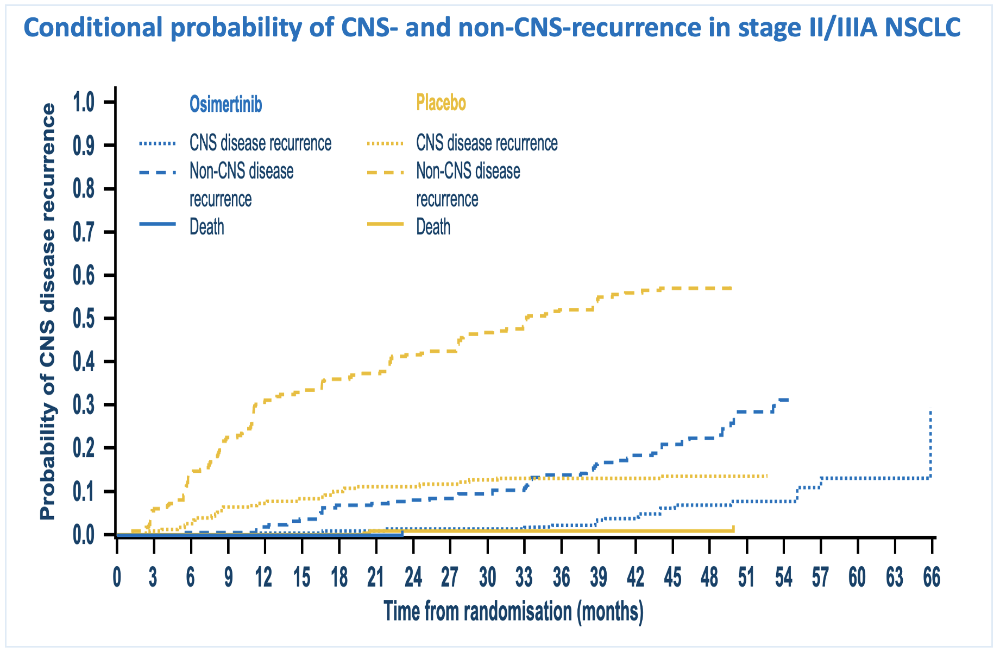 Conditional probability of CNS- and non-CNS-recurrence in stage II/IIIA NSCLC
Probability of CNS disease recurrence
1.0
0.9
0.8
0.7
0.6
0.5
0.4
0.3
0.2
0.1
0.0
Osimertinib
CNS disease recurrence
Non-CNS disease
recurrence
Death
Placebo
CNS disease recurrence
Non-CNS disease
recurrence
Death
0 3 6 9 12 15 18 21 24 27 30 33 36 39 42 45 48 51 54 57 60 63 66
Time from randomisation (months)